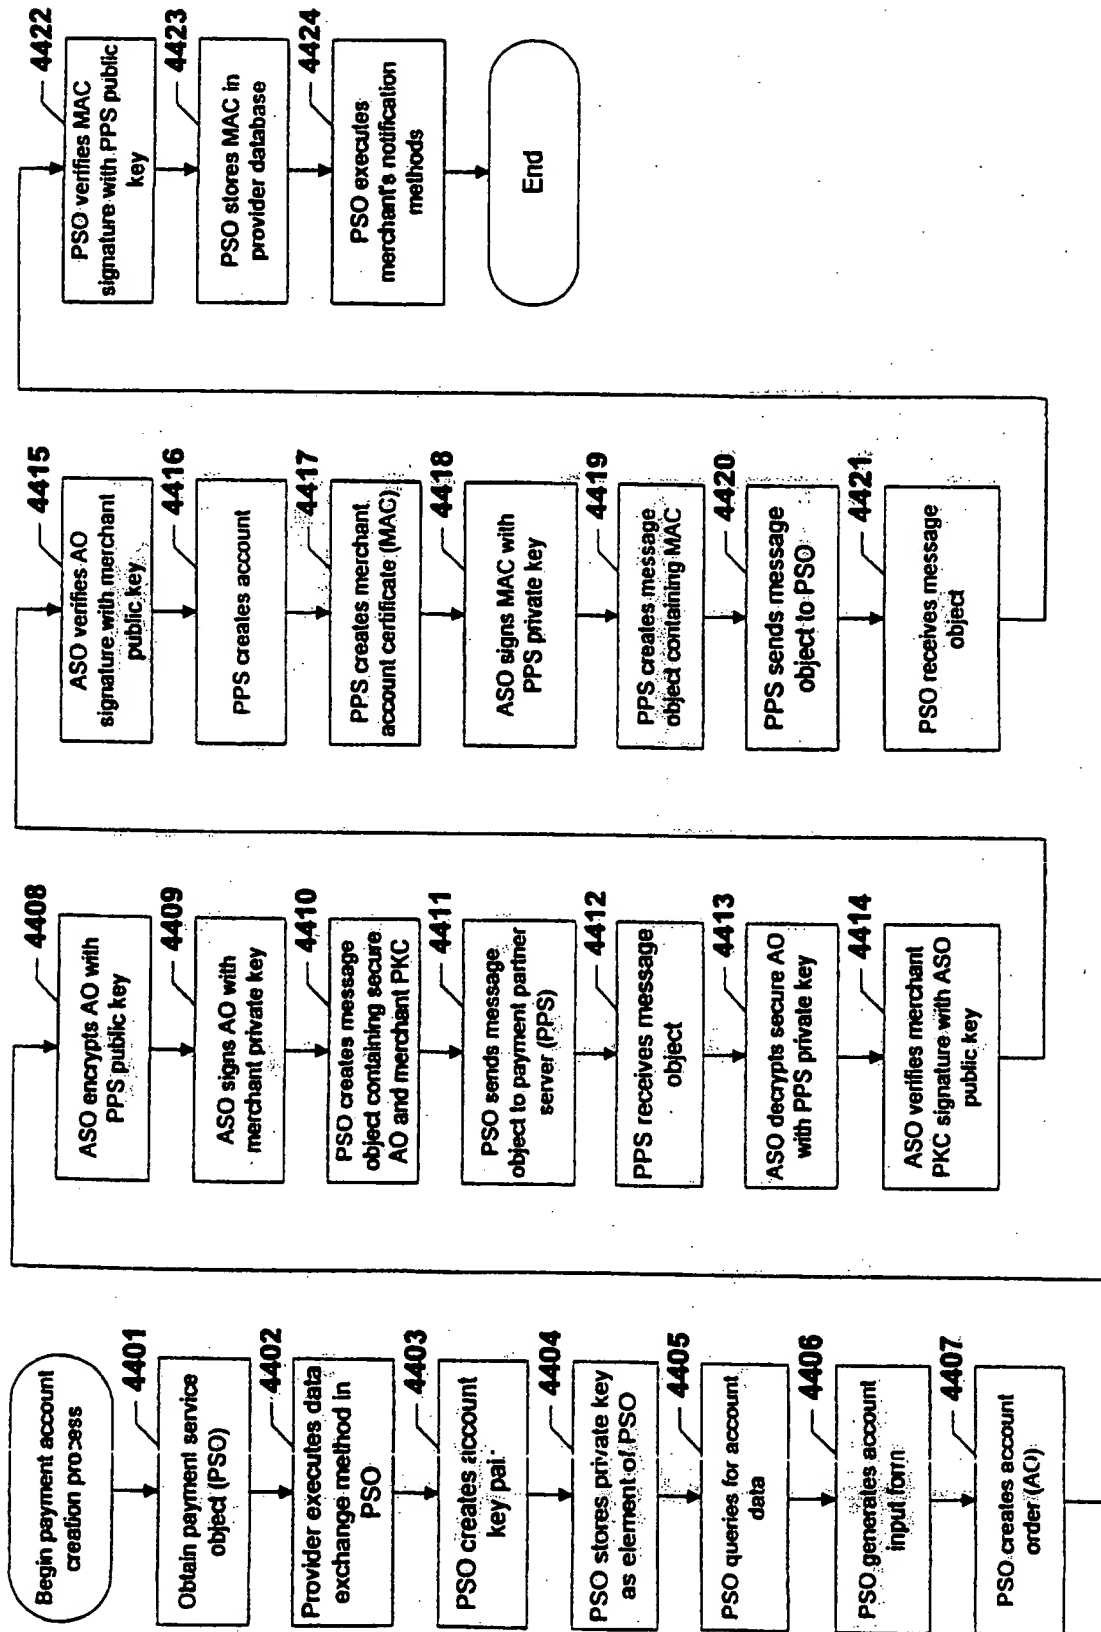 Begin payment account
creation process
4401
Obtain payment service
object (PSO)
4402
Provider executes data
exchange method in
PSO
4403
PSO creates account
key pai.
4404
PSO stores private key
as element of PSO
4405
PSO queries for account
data
4406
PSO generates account
input form
4407
PSO creates account
order (AO)
4408
ASO encrypts AO with
PPS public key
4409
ASO signs AO with
merchant private key
4410
PSO creates message
object containing secure
AO and merchant PKC
4411
PSO sends message
object to payment partner
server (PPS)
4412
PPS receives message
object
4413
ASO decrypts secure AO
with PPS private key
4414
ASO verifies merchant
PKC signature with ASO
public key
4415
ASO verifies AO
signature with merchant
public key
4416
PPS creates account
4417
PPS creates merchant
account certificate (MAC)
4418
ASO signs MAC with
PPS private key
4419
PPS creates message
object containing MAC
4420
PPS sends message
object to PSO
4421
PSO receives message
object
4422
PSO verifies MAC
signature with PPS public
key
4423
PSO stores MAC in
provider database
4424
PSO executes
merchant's notification
methods
End